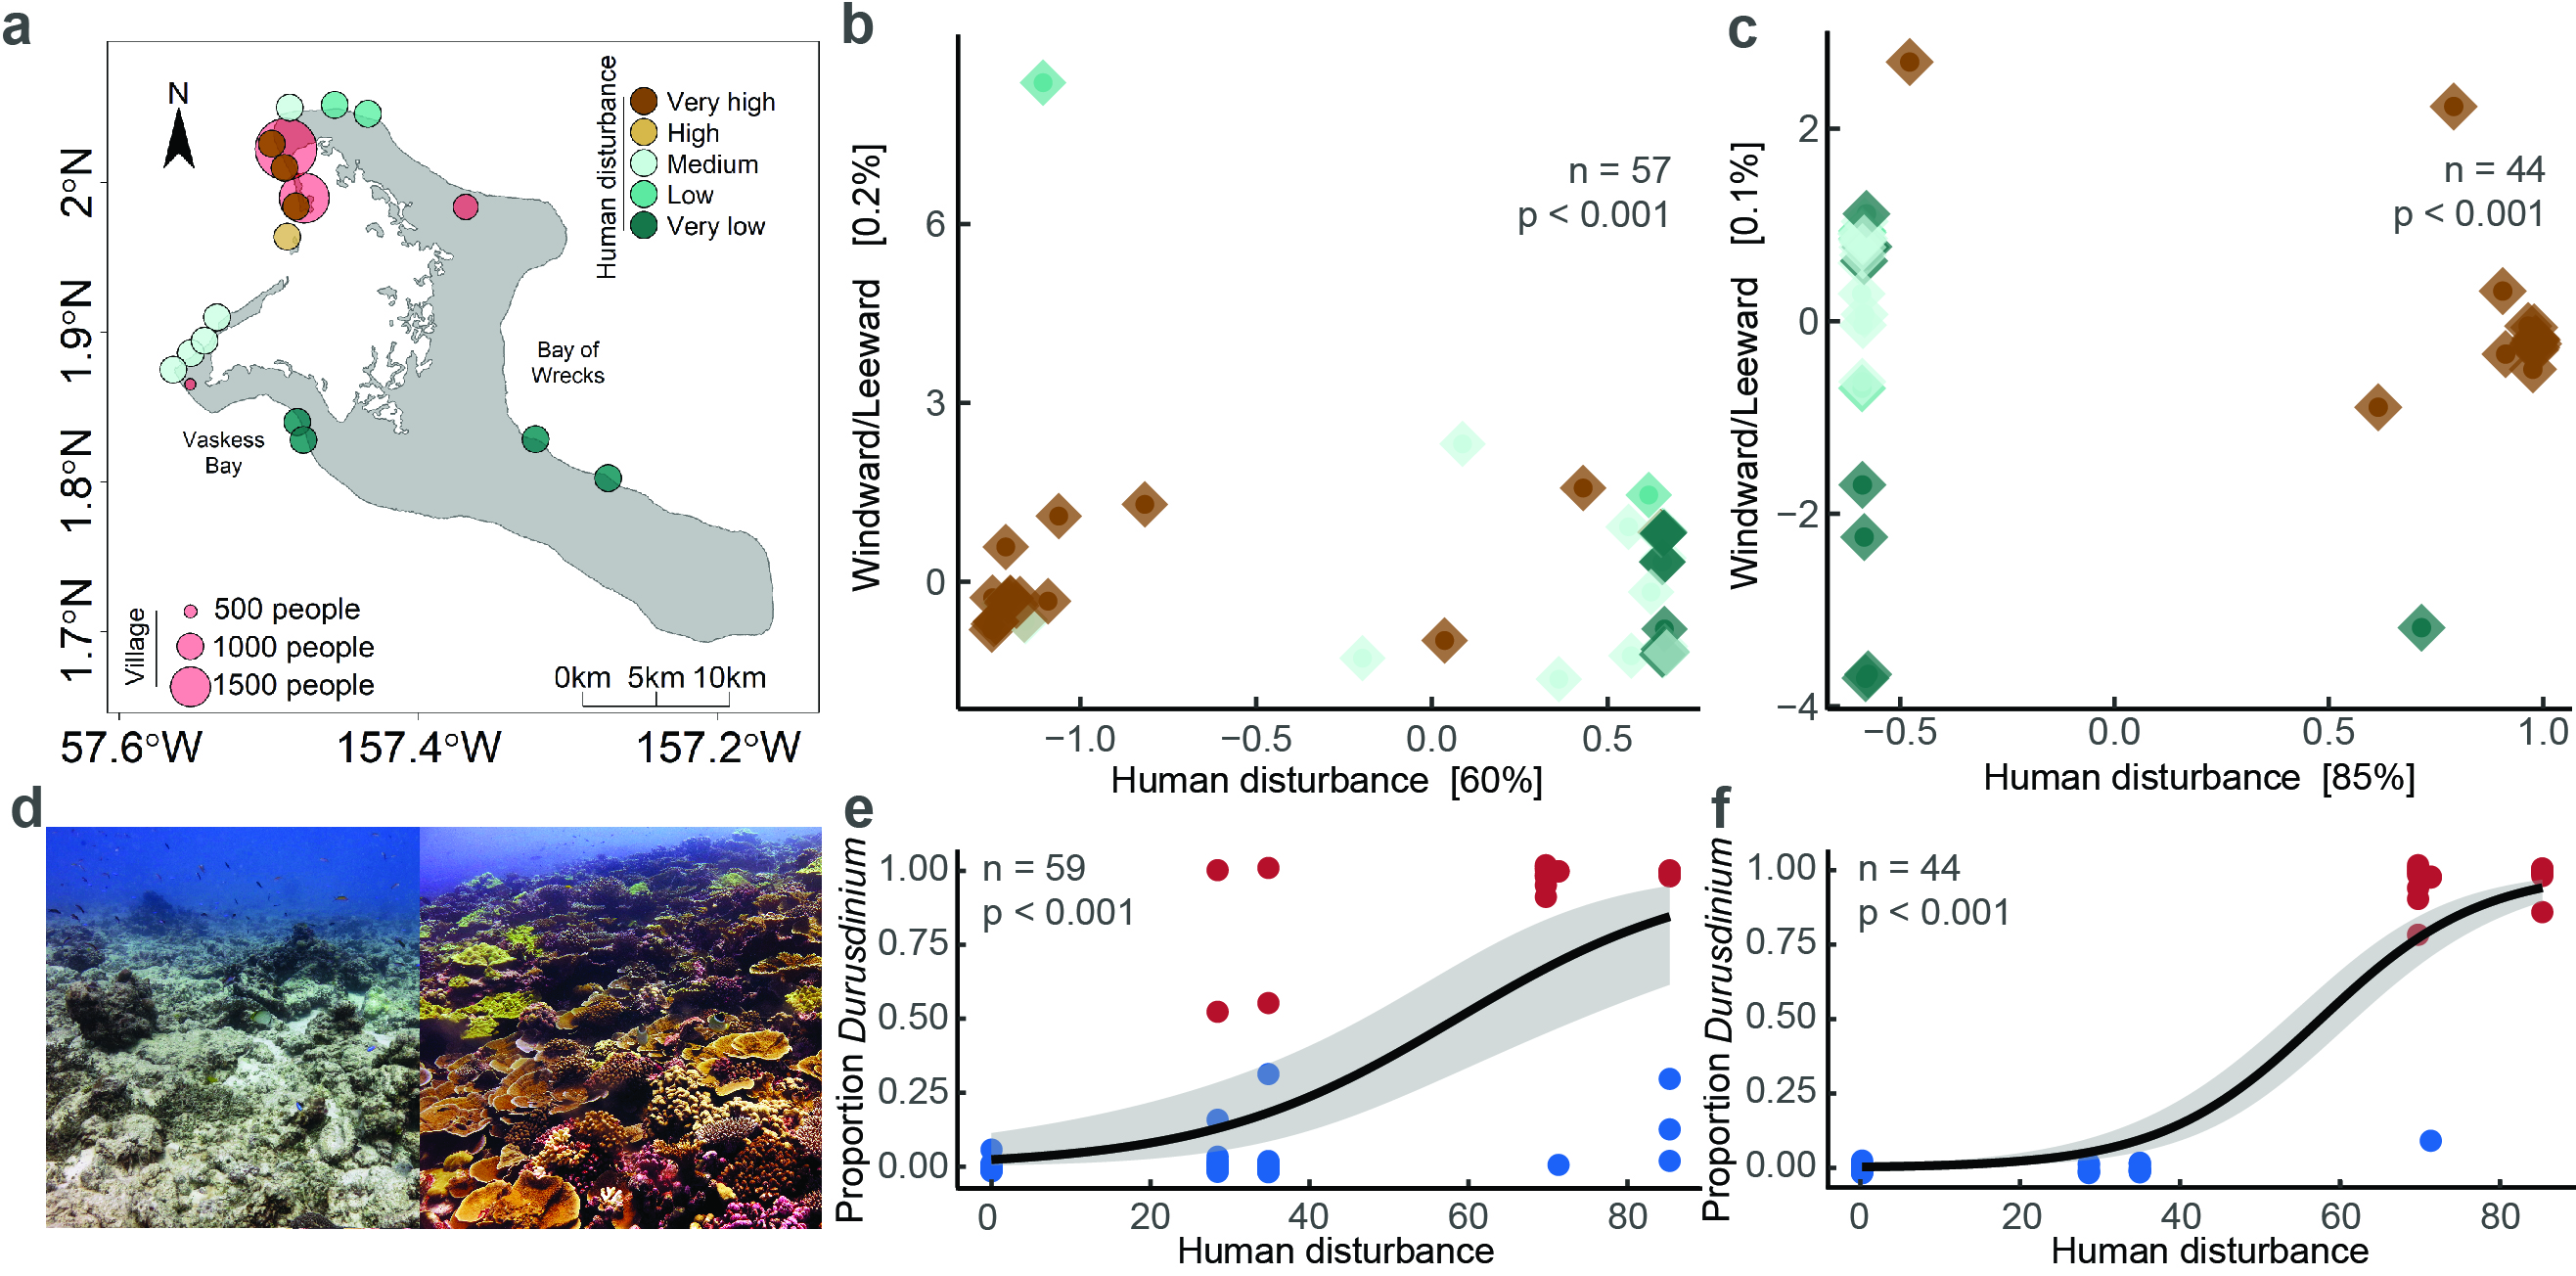 a
N
2°N
1.9°N
1.8°N
1.7°N
57.6°W
157.4°W
157.2°W
Human disturbance
Very high
High
Medium
Low
Very low
Bay of
Wrecks
Vaskess
Bay
Village
500 people
1000 people
1500 people
0km 5km 10km
b
Windward/Leeward [0.2%]
6
3
0
n = 57
p < 0.001
−1.0
−0.5
0.0
0.5
Human disturbance [60%]
c
Windward/Leeward [0.1%]
2
0
−2
−4
n = 44
p < 0.001
−0.5
0.0
0.5
1.0
Human disturbance [85%]
d
e
Proportion Durusdinium
1.00
0.75
0.50
0.25
0.00
n = 59
p < 0.001
0
20
40
60
80
Human disturbance
f
Proportion Durusdinium
1.00
0.75
0.50
0.25
0.00
n = 44
p < 0.001
0
20
40
60
80
Human disturbance